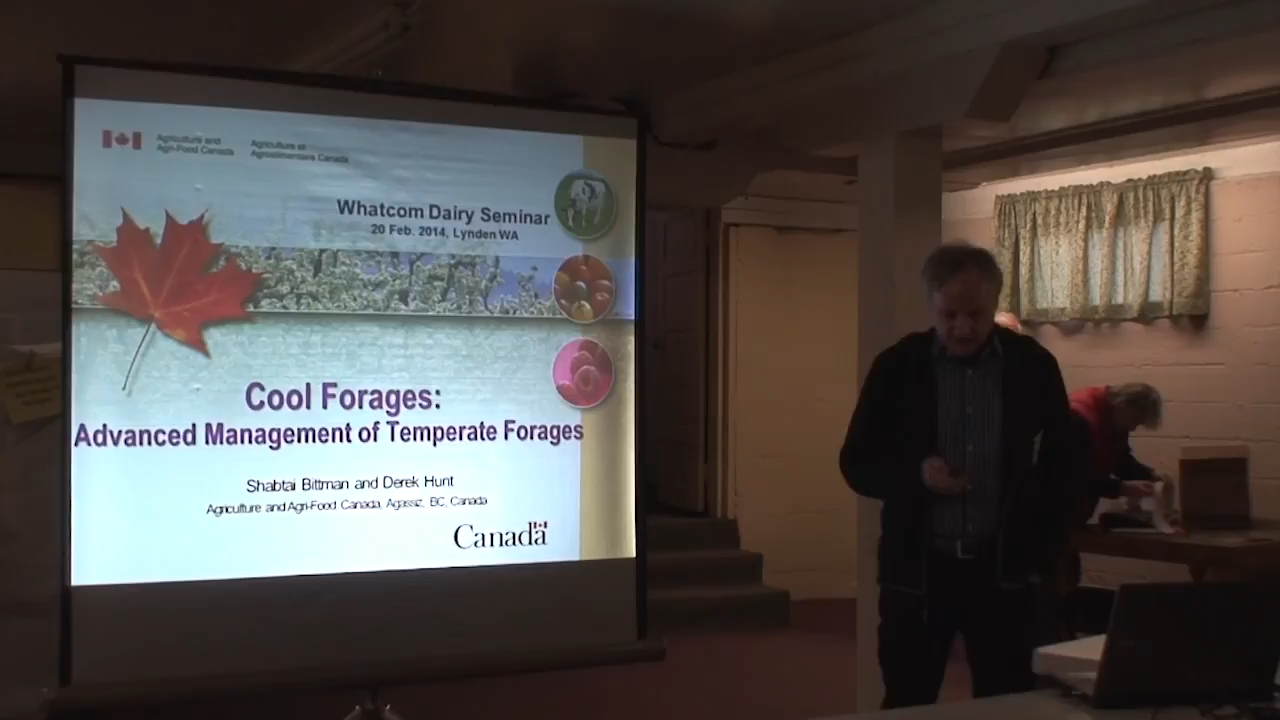 Agriculture and
Agri-Food Canada
Agriculture et
Agroalimentaire Canada
Whatcom Dairy Seminar
20 Feb. 2014, Lynden WA
Cool Forages:
Advanced Management of Temperate Forages
Shabtai Bittman and Derek Hunt
Agriculture and Agri-Food Canada, Agassiz, BC, Canada
Canada